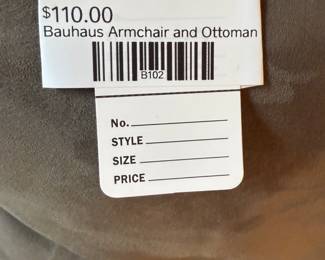 $110.00
Bauhaus Armchair and Ottoman
B102
No.
STYLE
SIZE
PRICE